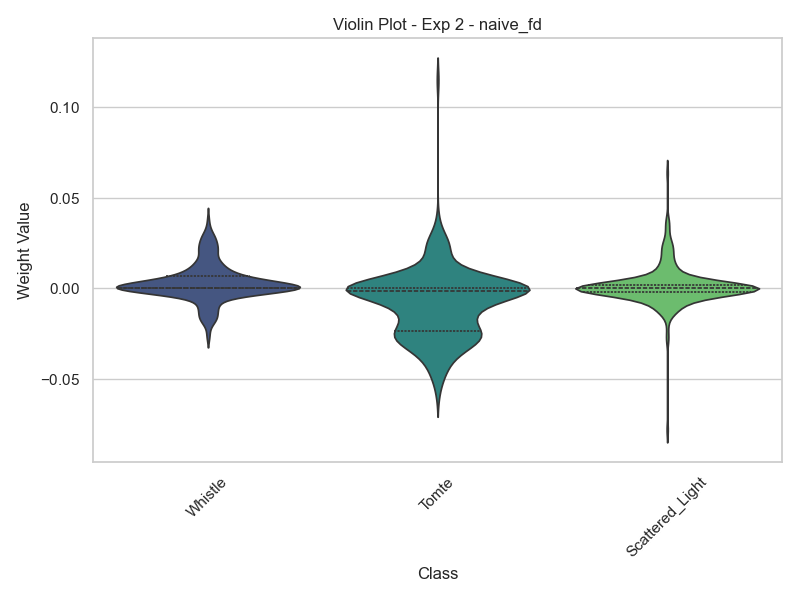 Violin Plot - Exp 2 - naive_fd
Weight Value
0.10
0.05
0.00
−0.05
Whistle
Tomte
Scattered_Light
Class